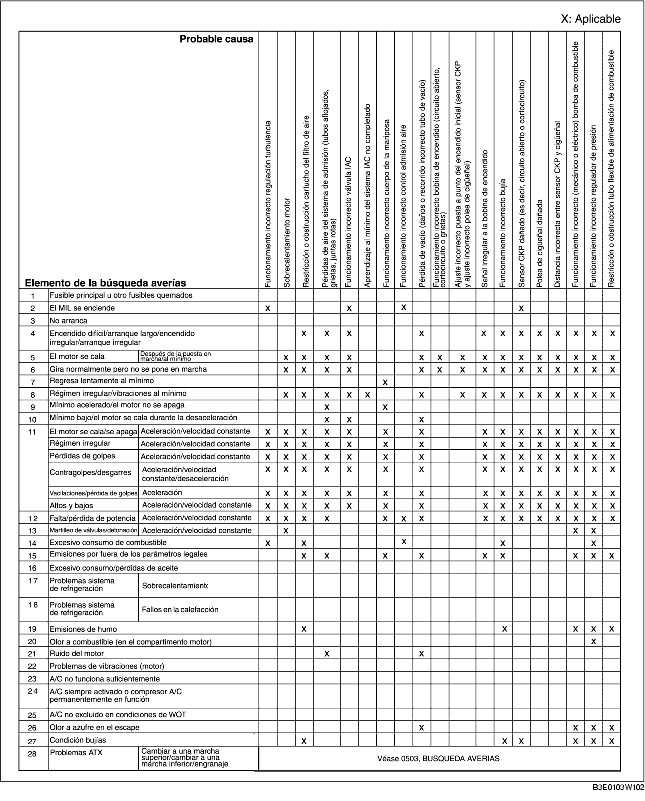 X: Aplicable
Probable causa
Funcionamiento incorrecto regulación turbulencia
Sobrecalentamiento motor
Restricción o obstrucción cartucho del filtro de aire
Pérdidas de aire del sistema de admisión (tubos aflojados,
grietas, juntas rotas)
Funcionamiento incorrecto válvula IAC
Aprendizaje al mínimo del sistema IAC no completado
Funcionamiento incorrecto cuerpo de la mariposa
Funcionamiento incorrecto control admisión aire
Pérdida de vacío (daños o recorrido incorrecto tubo de vacío)
Funcionamiento incorrecto bobina de encendido (circuito abierto,
cortocircuito o grietas)
Ajuste incorrecto puesta a punto del encendido inicial (sensor CKP
y ajuste incorrecto polea de cigüeñal)
Señal irregular a la bobina de encendido
Funcionamiento incorrecto bujía
Sensor CKP dañado (es decir, circuito abierto o cortocircuito)
Polea de cigüeñal dañada
Distancia incorrecta entre sensor CKP y cigüeñal
Funcionamiento incorrecto (mecánico o eléctrico) bomba de combustible
Funcionamiento incorrecto regulador de presión
Restricción o obstrucción tubo flexible de alimentación de combustible
Elemento de la búsqueda averías
1 Fusible principal u otro fusibles quemados
2 El MIL se enciende X X X X
3 No arranca
4 Encendido difícil/arranque largo/encendido
irregular/arranque irregular X X X X X X X X X X X X
5 El motor se cala Después de la puesta en
marcha/al mínimo X X X X X X X X X X X X X X X
6 Gira normalmente pero no se pone en marcha X X X X X X X X X X X X X X X
7 Regresa lentamente al mínimo X
8 Régimen irregular/vibraciones al mínimo X X X X X X X X X X X X X X X
9 Mínimo acelerado/el motor no se apaga X X
10 Mínimo bajo/el motor se cala durante la desaceleración X X X
11 El motor se cala/se apaga Aceleración/velocidad constante X X X X X X X X X X X X X X
Régimen irregular Aceleración/velocidad constante X X X X X X X X X X X X X X
Pérdidas de golpes Aceleración/velocidad constante X X X X X X X X X X X X X X
Contragolpes/desgarres Aceleración/velocidad
constante/desaceleración X X X X X X X X X X X X X X
Vacilaciones/pérdida de golpes Aceleración X X X X X X X X X X X X X X
Altos y bajos Aceleración/velocidad constante X X X X X X X X X X X X X X
12 Falta/pérdida de potencia Aceleración/velocidad constante X X X X X X X X X X X X X X X
13 Martilleo de válvulas/detonación Aceleración/velocidad constante X X X
14 Excesivo consumo de combustible X X X X X
15 Emisiones por fuera de los parámetros legales X X X X X X X X X
16 Excesivo consumo/pérdidas de aceite
17 Problemas sistema
de refrigeración Sobrecalentamiento
18 Problemas sistema
de refrigeración Fallos en la calefacción
19 Emisiones de humo X X X X X
20 Olor a combustible (en el compartimento motor) X
21 Ruido del motor X X
22 Problemas de vibraciones (motor)
23 A/C no funciona suficientemente
24 A/C siempre activado o compresor A/C
permanentemente en función
25 A/C no excluido en condiciones de WOT
26 Olor a azufre en el escape X X X X
27 Condición bujías X X X X X X
28 Problemas ATX Cambiar a una marcha
superior/cambiar a una
marcha inferior/engranaje
Véase 0503, BUSQUEDA AVERIAS
B3E0103W102